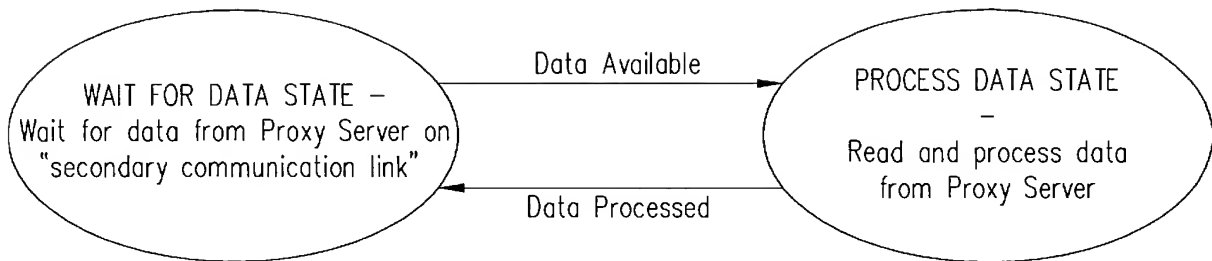 WAIT FOR DATA STATE –
Wait for data from Proxy Server on
"secondary communication link"
Data Available
Data Processed
PROCESS DATA STATE
–
Read and process data
from Proxy Server